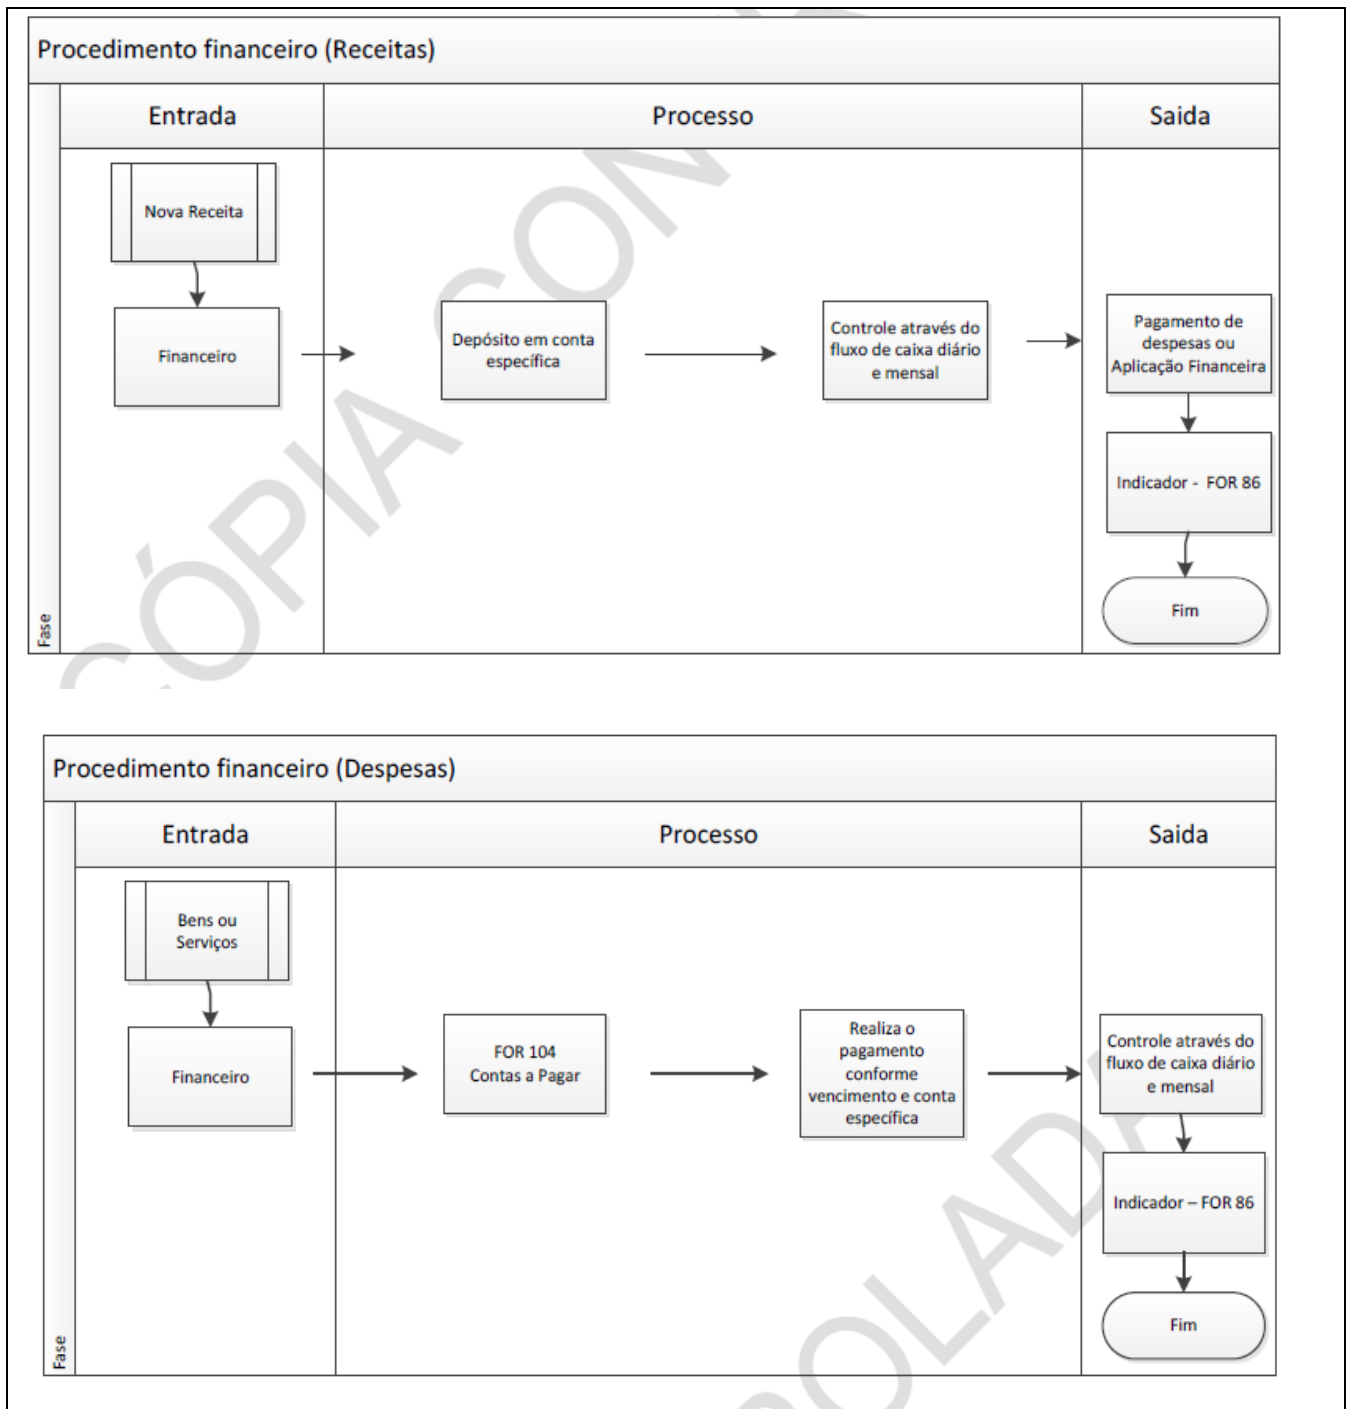 Procedimento financeiro (Receitas)
Entrada
Processo
Saida
Nova Receita
Financeiro
Depósito em conta
específica
Controle através do
fluxo de caixa diário
e mensal
Pagamento de
despesas ou
Aplicação Financeira
Indicador - FOR 86
Fim
Fase
CÓPIA CON
Procedimento financeiro (Despesas)
Entrada
Processo
Saida
Bens ou
Serviços
Financeiro
FOR 104
Contas a Pagar
Realiza o
pagamento
conforme
vencimento e conta
específica
Controle através do
fluxo de caixa diário
e mensal
Indicador – FOR 86
Fim
Fase
OLADA